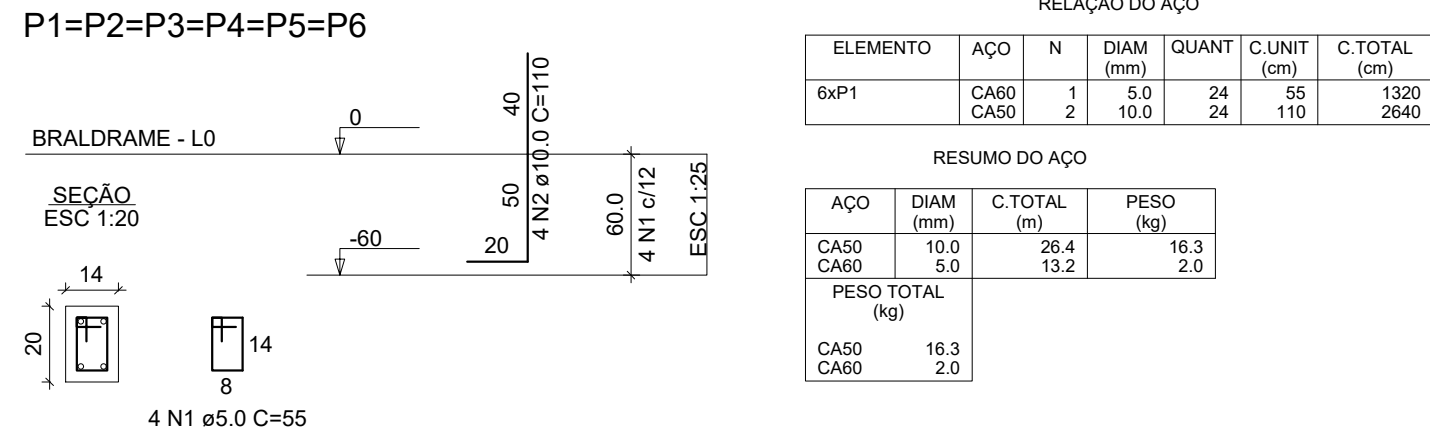 P1=P2=P3=P4=P5=P6
0
BRALDRAME - L0
SEÇÃO
ESC 1:20
-60
40
50
20
4 N2 ø10.0 C=110
60.0
4 N1 c/12
ESC 1:25
14
20
14
8
4 N1 ø5.0 C=55
RELAÇÃO DO AÇO
ELEMENTO AÇO N DIAM QUANT C.UNIT C.TOTAL
(mm) (cm) (cm)
6xP1 CA60 1 5.0 24 55 1320
CA50 2 10.0 24 110 2640
RESUMO DO AÇO
AÇO DIAM C.TOTAL PESO
(mm) (m) (kg)
CA50 10.0 26.4 16.3
CA60 5.0 13.2 2.0
PESO TOTAL
(kg)
CA50 16.3
CA60 2.0